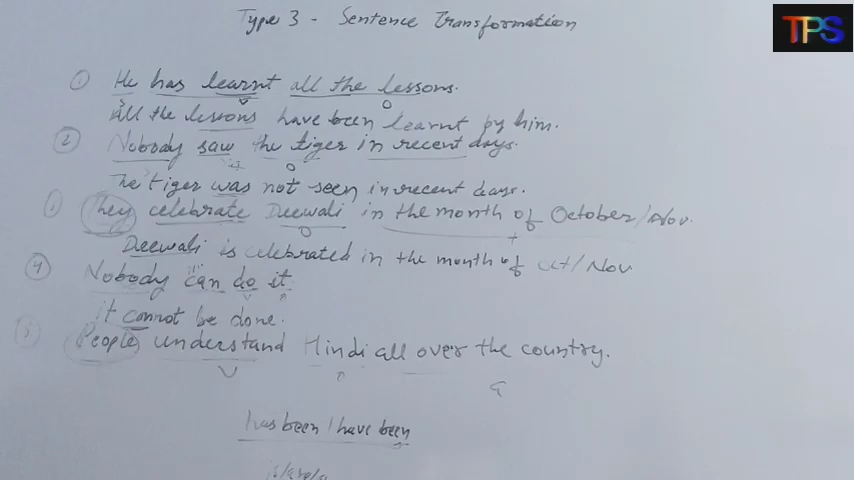 Type 3 - Sentence Transformation
TPS
① He has learnt all the lessons.
All the lessons have been learnt by him.
② Nobody saw the tiger in recent days.
The tiger was not seen in recent days.
They celebrate Deewali in the month of October/Nov.
Deewali is celebrated in the month of oct/Nov
④ Nobody can do it
it cannot be done.
⑤ People understand Hindi all over the country.
has been / have been
is/are/a